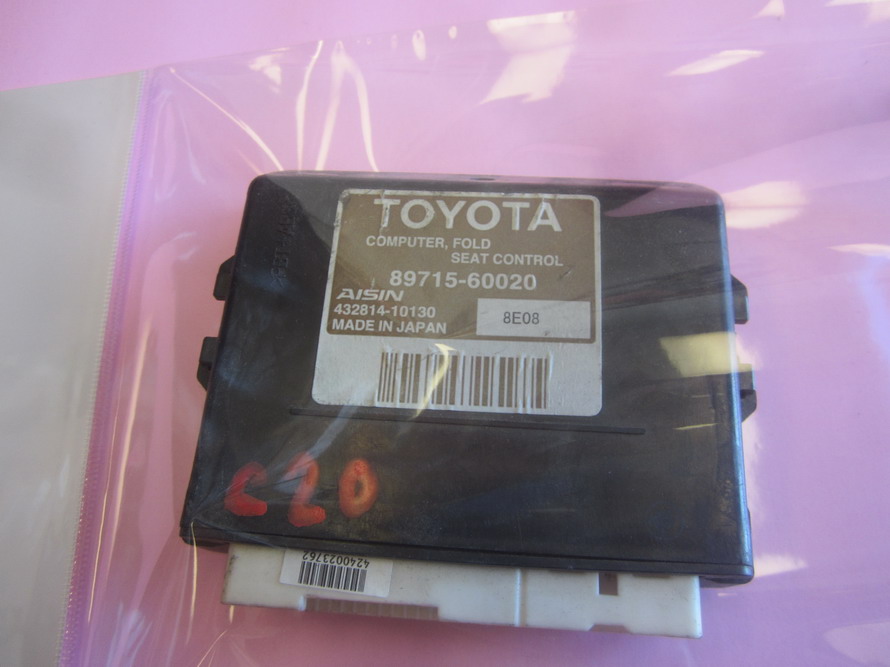 TOYOTA
COMPUTER, FOLD
SEAT CONTROL
89715-60020
AISIN
432814-10130
8E08
MADE IN JAPAN
C20
4240023762